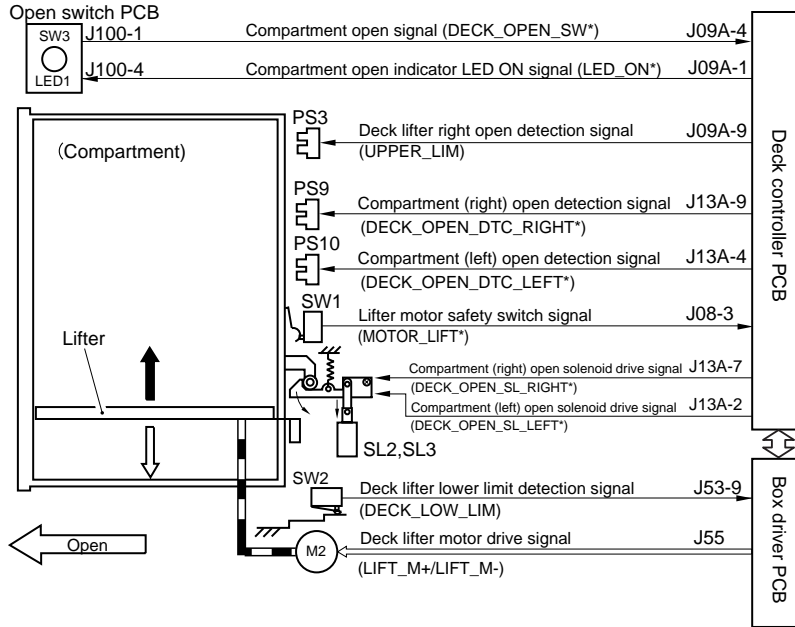 Open switch PCB
SW3
LED1
J100-1
Compartment open signal (DECK_OPEN_SW*)
J09A-4
J100-4
Compartment open indicator LED ON signal (LED_ON*)
J09A-1
(Compartment)
PS3
Deck lifter right open detection signal
(UPPER_LIM)
J09A-9
PS9
Compartment (right) open detection signal
(DECK_OPEN_DTC_RIGHT*)
J13A-9
PS10
Compartment (left) open detection signal
(DECK_OPEN_DTC_LEFT*)
J13A-4
SW1
Lifter motor safety switch signal
(MOTOR_LIFT*)
J08-3
Lifter
Compartment (right) open solenoid drive signal
(DECK_OPEN_SL_RIGHT*)
J13A-7
Compartment (left) open solenoid drive signal
(DECK_OPEN_SL_LEFT*)
J13A-2
SL2,SL3
SW2
Deck lifter lower limit detection signal
(DECK_LOW_LIM)
J53-9
Open
M2
Deck lifter motor drive signal
(LIFT_M+/LIFT_M-)
J55
Deck controller PCB
Box driver PCB